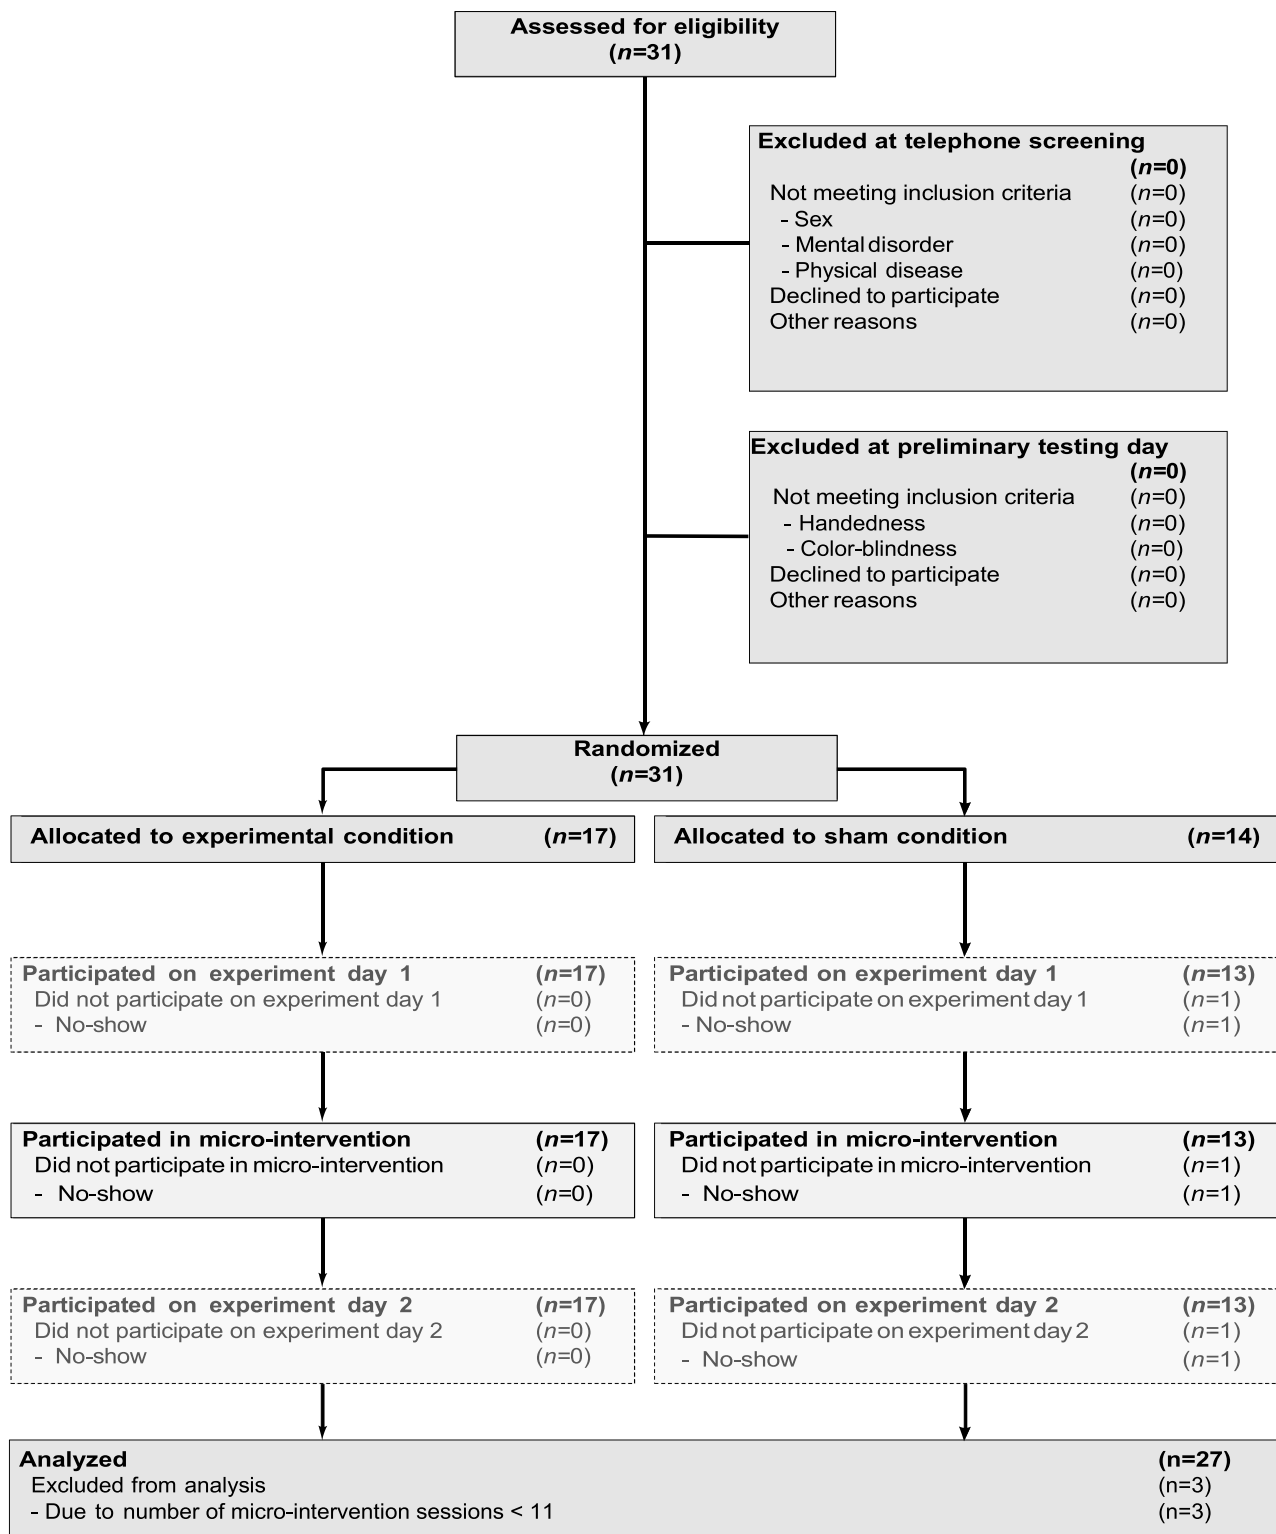 Assessed for eligibility
(n=31)
Excluded at telephone screening
(n=0)
Not meeting inclusion criteria (n=0)
- Sex (n=0)
- Mental disorder (n=0)
- Physical disease (n=0)
Declined to participate (n=0)
Other reasons (n=0)
Excluded at preliminary testing day
(n=0)
Not meeting inclusion criteria (n=0)
- Handedness (n=0)
- Color-blindness (n=0)
Declined to participate (n=0)
Other reasons (n=0)
Randomized
(n=31)
Allocated to experimental condition (n=17)
Allocated to sham condition (n=14)
Participated on experiment day 1 (n=17)
Did not participate on experiment day 1 (n=0)
- No-show (n=0)
Participated on experiment day 1 (n=13)
Did not participate on experiment day 1 (n=1)
- No-show (n=1)
Participated in micro-intervention (n=17)
Did not participate in micro-intervention (n=0)
- No-show (n=0)
Participated in micro-intervention (n=13)
Did not participate in micro-intervention (n=1)
- No-show (n=1)
Participated on experiment day 2 (n=17)
Did not participate on experiment day 2 (n=0)
- No-show (n=0)
Participated on experiment day 2 (n=13)
Did not participate on experiment day 2 (n=1)
- No-show (n=1)
Analyzed (n=27)
Excluded from analysis (n=3)
- Due to number of micro-intervention sessions < 11 (n=3)